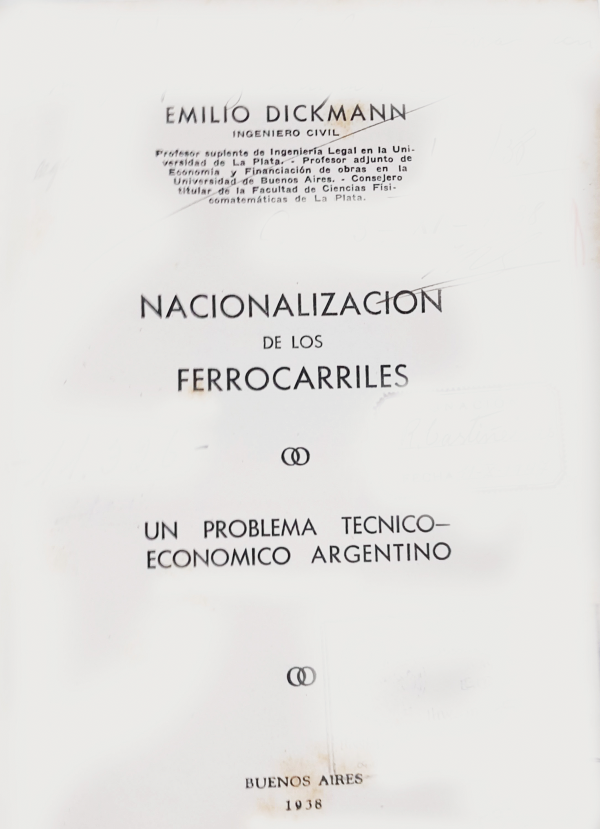 EMILIO DICKMANN
INGENIERO CIVIL
Profesor suplente de Ingeniería Legal en la Uni-
versidad de La Plata. - Profesor adjunto de
Economía y Financiación de obras en la
Universidad de Buenos Aires. - Consejero
titular de la Facultad de Ciencias Fisi-
comatemáticas de La Plata.
NACIONALIZACION
DE LOS
FERROCARRILES
UN PROBLEMA TECNICO-
ECONOMICO ARGENTINO
BUENOS AIRES
1938